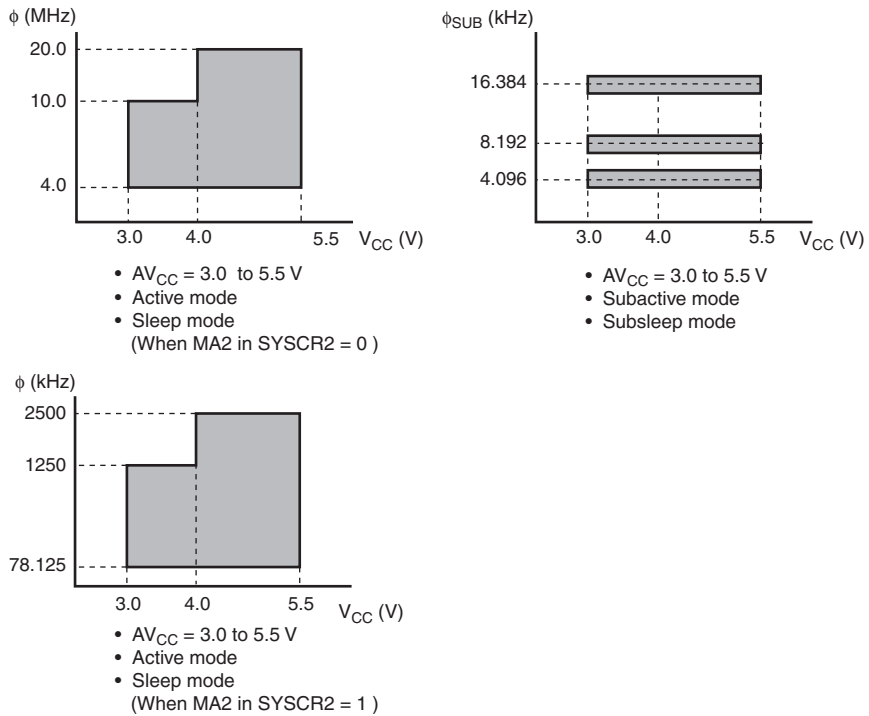 ϕ (MHz)
20.0
10.0
4.0
3.0 4.0 5.5 VCC (V)
• AVCC = 3.0 to 5.5 V
• Active mode
• Sleep mode
(When MA2 in SYSCR2 = 0 )
ϕSUB (kHz)
16.384
8.192
4.096
3.0 4.0 5.5 VCC (V)
• AVCC = 3.0 to 5.5 V
• Subactive mode
• Subsleep mode
ϕ (kHz)
2500
1250
78.125
3.0 4.0 5.5 VCC (V)
• AVCC = 3.0 to 5.5 V
• Active mode
• Sleep mode
(When MA2 in SYSCR2 = 1 )